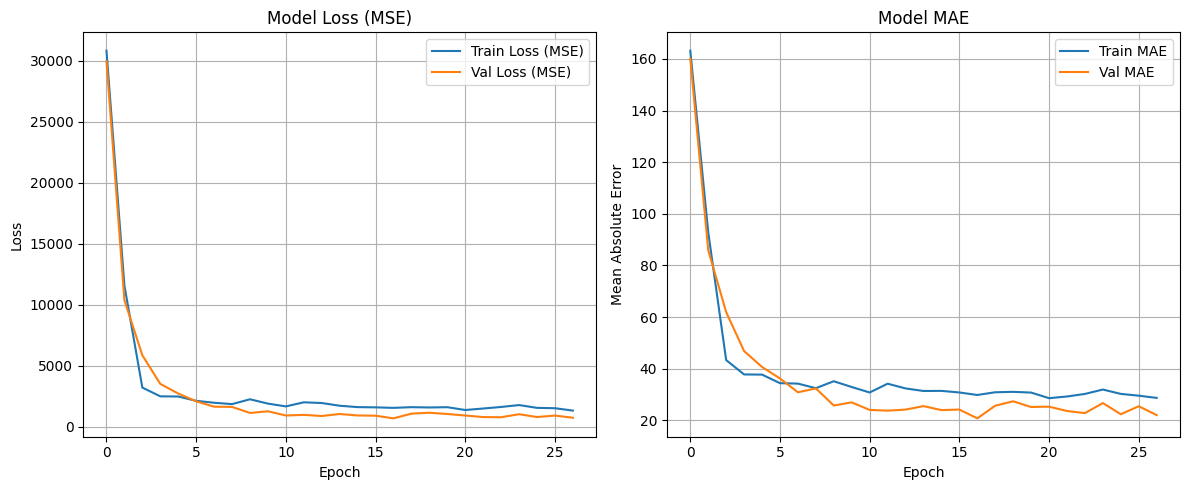 Model Loss (MSE)
Train Loss (MSE)
Val Loss (MSE)
30000
25000
20000
15000
10000
5000
0
Loss
0 5 10 15 20 25
Epoch
Model MAE
Train MAE
Val MAE
160
140
120
100
80
60
40
20
Mean Absolute Error
0 5 10 15 20 25
Epoch